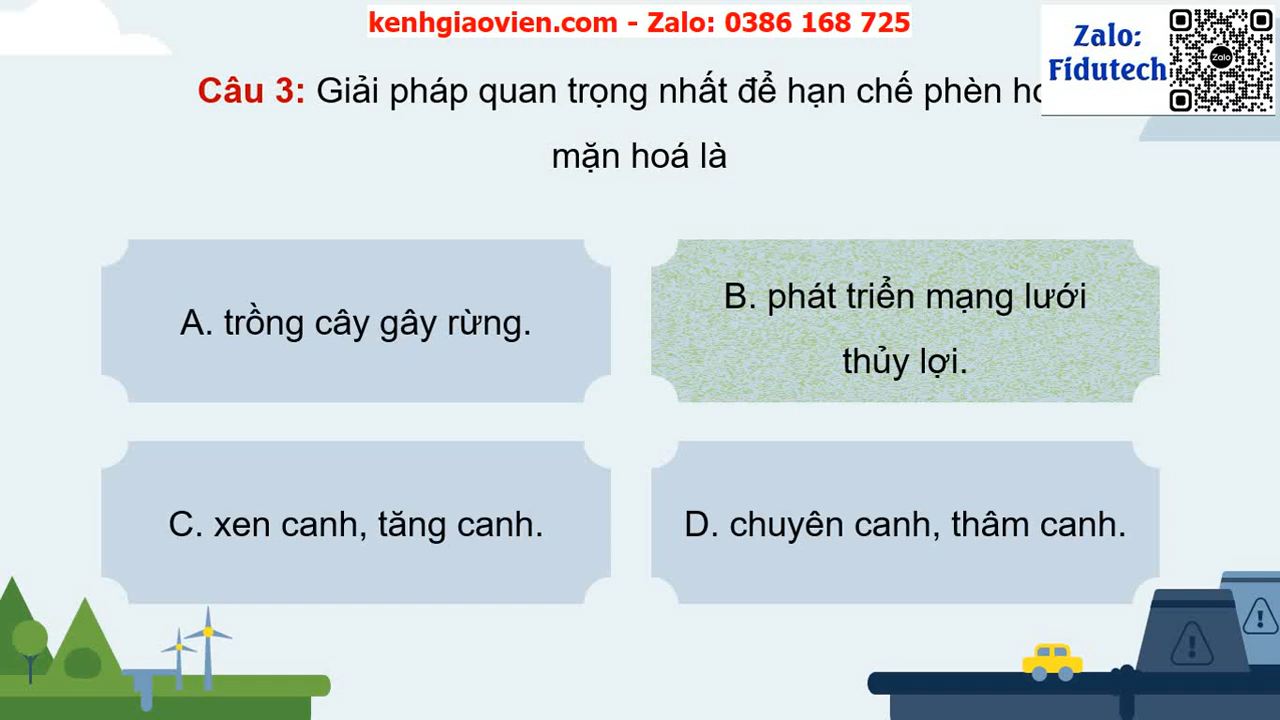 kenhgiaovien.com - Zalo: 0386 168 725
Zalo:
Fidutech
Zalo
Câu 3: Giải pháp quan trọng nhất để hạn chế phèn
mặn hoá là
A. trồng cây gây rừng.
B. phát triển mạng lưới
thủy lợi.
C. xen canh, tăng canh.
D. chuyên canh, thâm canh.